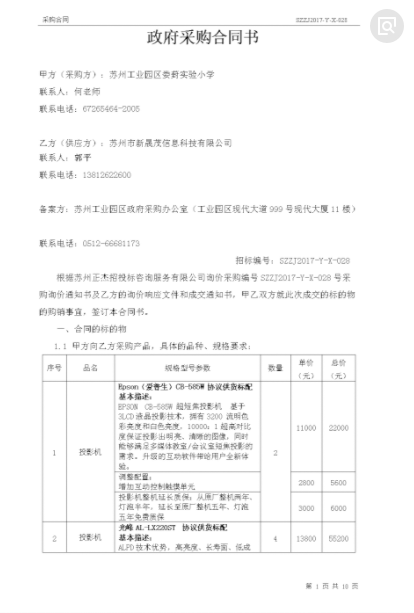 采购合同 SZZJ2017-Y-X-028
政府采购合同书
甲方（采购方）：苏州工业园区娄葑实验小学
联系人：何老师
联系电话：67265464-2005
乙方（供应方）：苏州市新晟茂信息科技有限公司
联系人：郭平
联系电话：13812622600
备案方：苏州工业园区政府采购办公室（工业园区现代大道 999 号现代大厦 11 楼）
联系电话：0512-66681173
招标编号：SZZJ2017-Y-X-028
根据苏州正杰招投标咨询服务有限公司询价采购编号 SZZJ2017-Y-X-028 号采
购询价通知书及乙方的询价响应文件和成交通知书，甲乙双方就此次成交的标的物
的购销事宜，签订本合同书。
一、合同的标的物
1.1 甲方向乙方采购产品，具体的品种、规格要求：
序号 品名 规格型号参数 数量 单价（元） 总价（元）
1 投影机 2
Epson（爱普生）CB-585W 协议供货标配
基本描述：
EPSON CB-585W 超短焦投影机 基于
3LCD 液晶投影技术，拥有 3200 流明色
彩亮度和白色亮度，10000：1 超高对比
度保证投影出明亮、清晰的图像，同时
能够满足多媒体教室/会议室短焦投影的
需求。升级的互动软件带给用户全新体
验。
11000 22000
调整配置：
增加互动控制触摸单元
2800 5600
投影机整机延长质保：从原厂整机两年、
灯泡半年，延长至原厂整机五年，灯泡
五年免费质保
3000 6000
2 投影机 4 13800 55200
光峰 AL-LX220ST 协议供货标配
基本描述：
ALPD 技术优势，高亮度、长寿面、低成
第 1 页 共 18 页